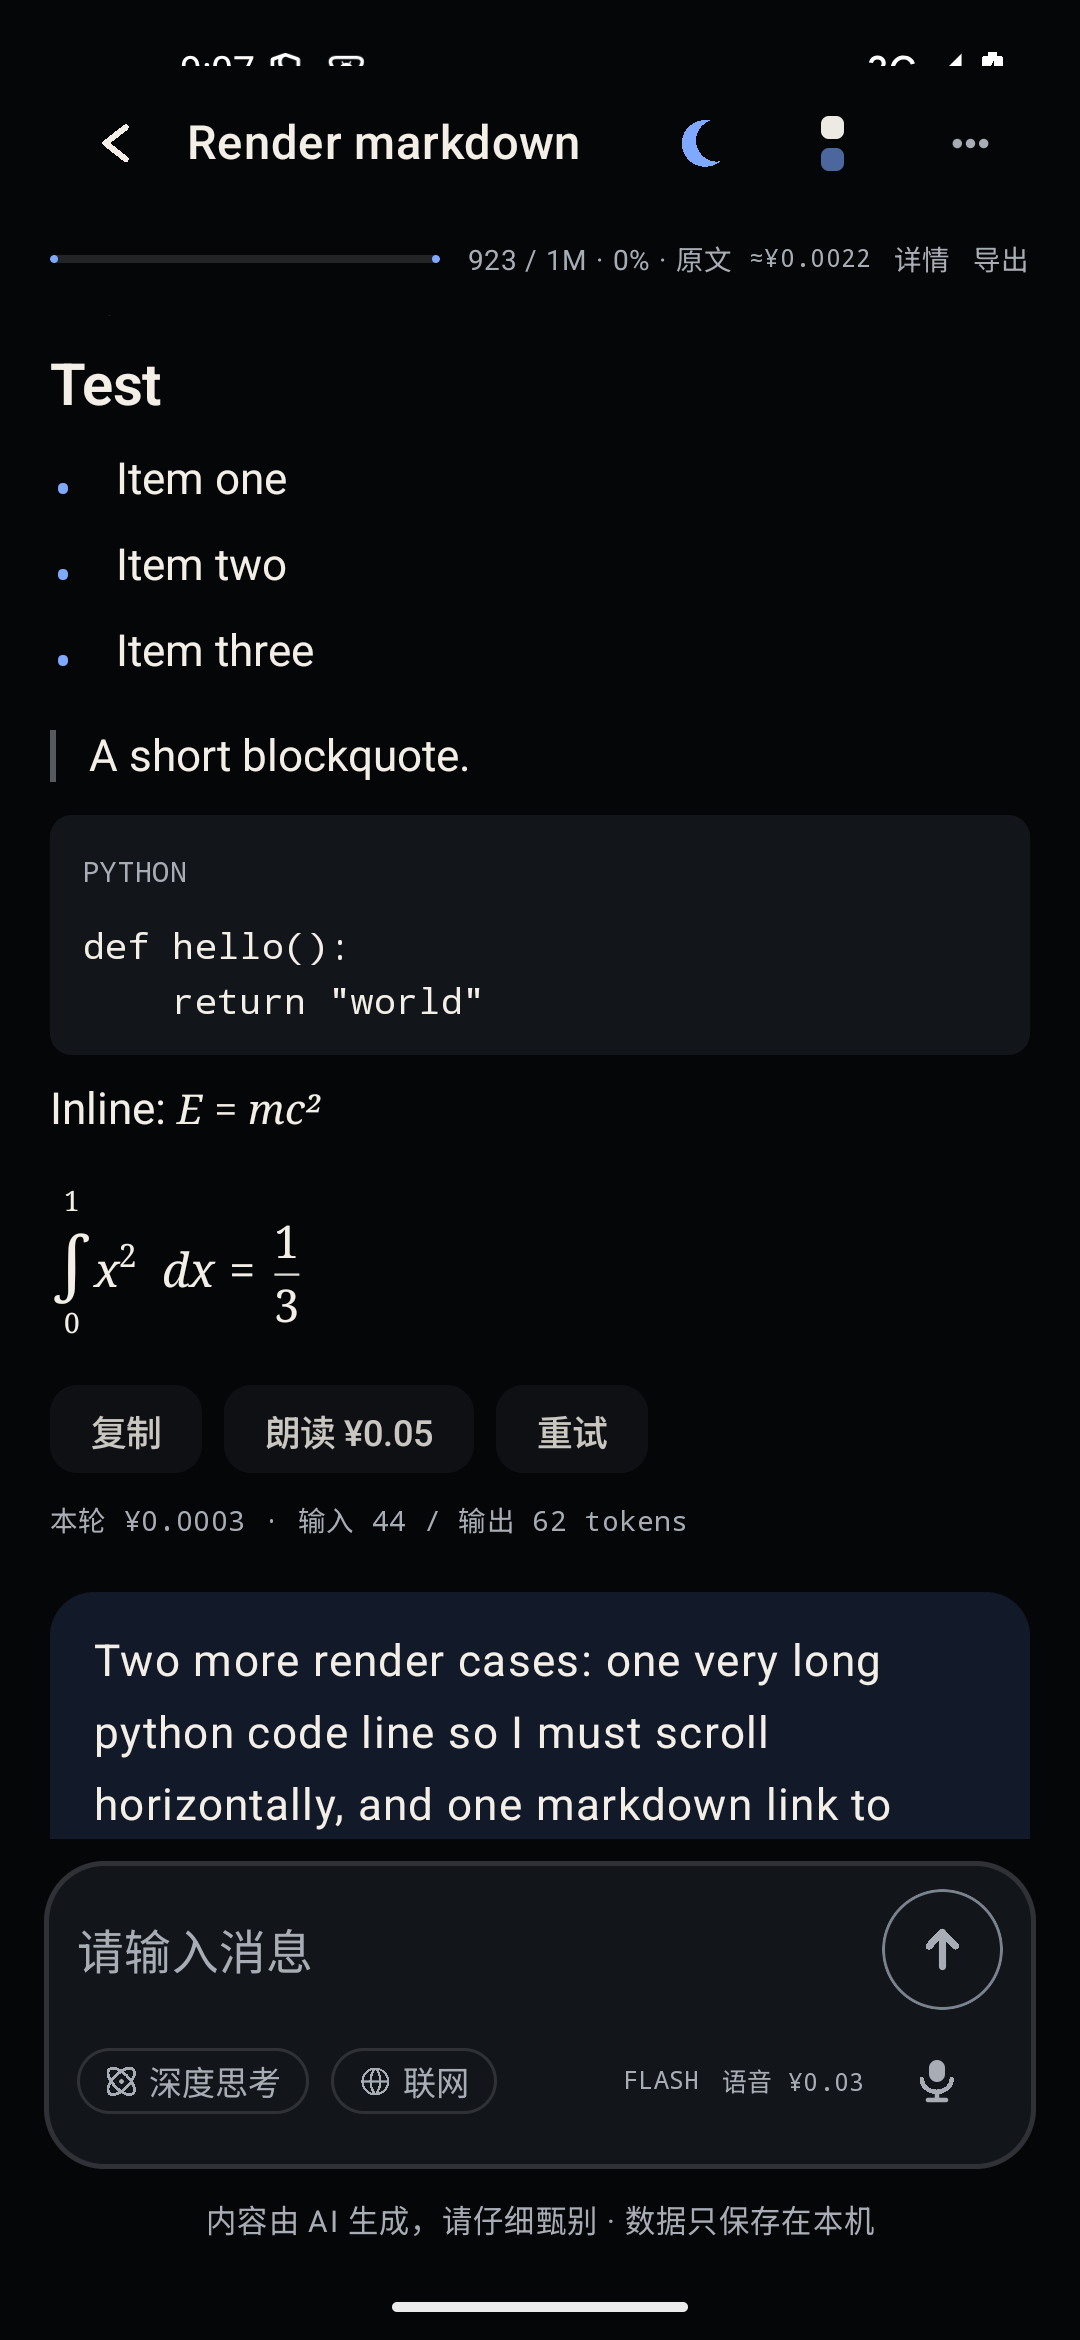 Render markdown
923 / 1M · 0% · 原文 ≈¥0.0022 详情 导出
Test
Item one
Item two
Item three
A short blockquote.
PYTHON
def hello():
    return "world"
Inline: E = mc²
∫₀¹ x² dx = 1/3
复制 朗读 ¥0.05 重试
本轮 ¥0.0003 · 输入 44 / 输出 62 tokens
Two more render cases: one very long
python code line so I must scroll
horizontally, and one markdown link to
请输入消息
深度思考 联网 FLASH 语音 ¥0.03
内容由 AI 生成，请仔细甄别 · 数据只保存在本机